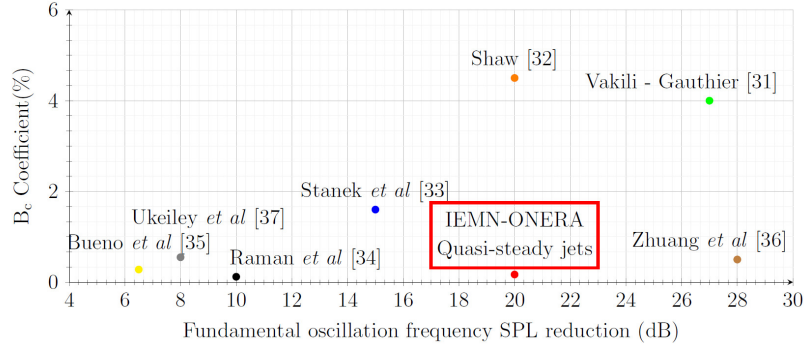 6
Shaw [32]
Vakili - Gauthier [31]
4
B_c Coefficient(%)
2
Stanek et al [33]
Ukeiley et al [37]
IEMN-ONERA
Bueno et al [35]
Quasi-steady jets
Zhuang et al [36]
Raman et al [34]
0
4 6 8 10 12 14 16 18 20 22 24 26 28 30
Fundamental oscillation frequency SPL reduction (dB)